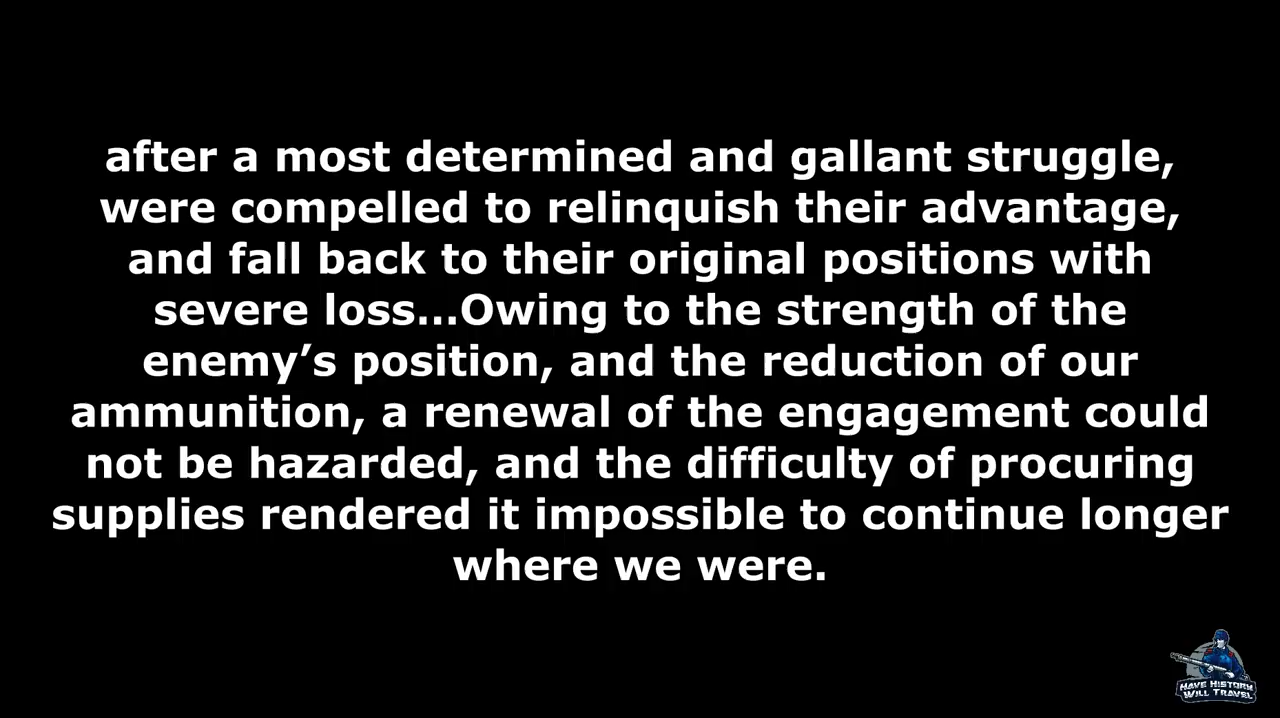 after a most determined and gallant struggle,
were compelled to relinquish their advantage,
and fall back to their original positions with
severe loss...Owing to the strength of the
enemy’s position, and the reduction of our
ammunition, a renewal of the engagement could
not be hazarded, and the difficulty of procuring
supplies rendered it impossible to continue longer
where we were.
HAVE HISTORY
WILL TRAVEL